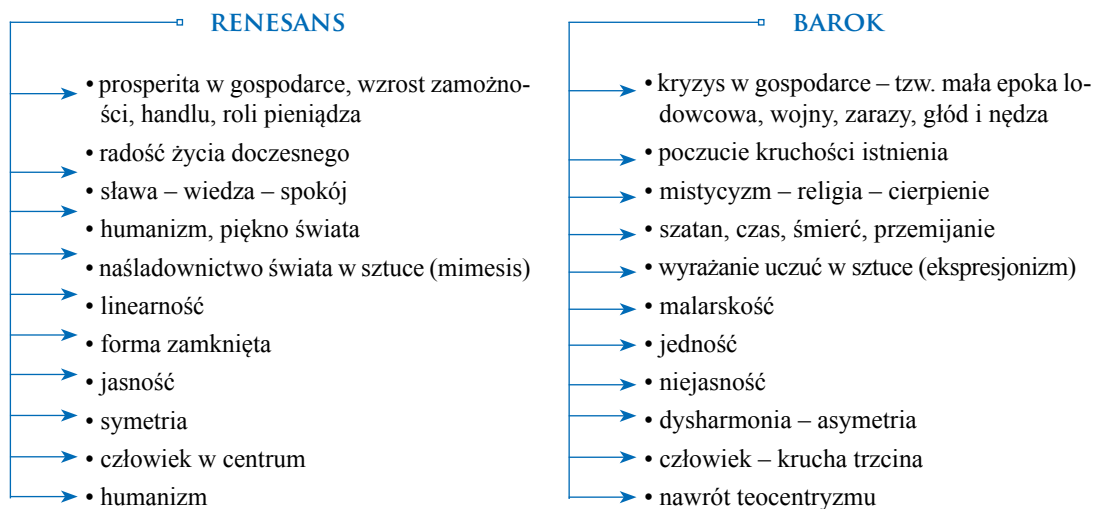 RENESANS
• prosperita w gospodarce, wzrost zamożno-
ści, handlu, roli pieniądza
• radość życia doczesnego
• sława – wiedza – spokój
• humanizm, piękno świata
• naśladownictwo świata w sztuce (mimesis)
• linearność
• forma zamknięta
• jasność
• symetria
• człowiek w centrum
• humanizm
BAROK
• kryzys w gospodarce – tzw. mała epoka lo-
dowcowa, wojny, zarazy, głód i nędza
• poczucie kruchości istnienia
• mistycyzm – religia – cierpienie
• szatan, czas, śmierć, przemijanie
• wyrażanie uczuć w sztuce (ekspresjonizm)
• malarskość
• jedność
• niejasność
• dysharmonia – asymetria
• człowiek – krucha trzcina
• nawrót teocentryzmu